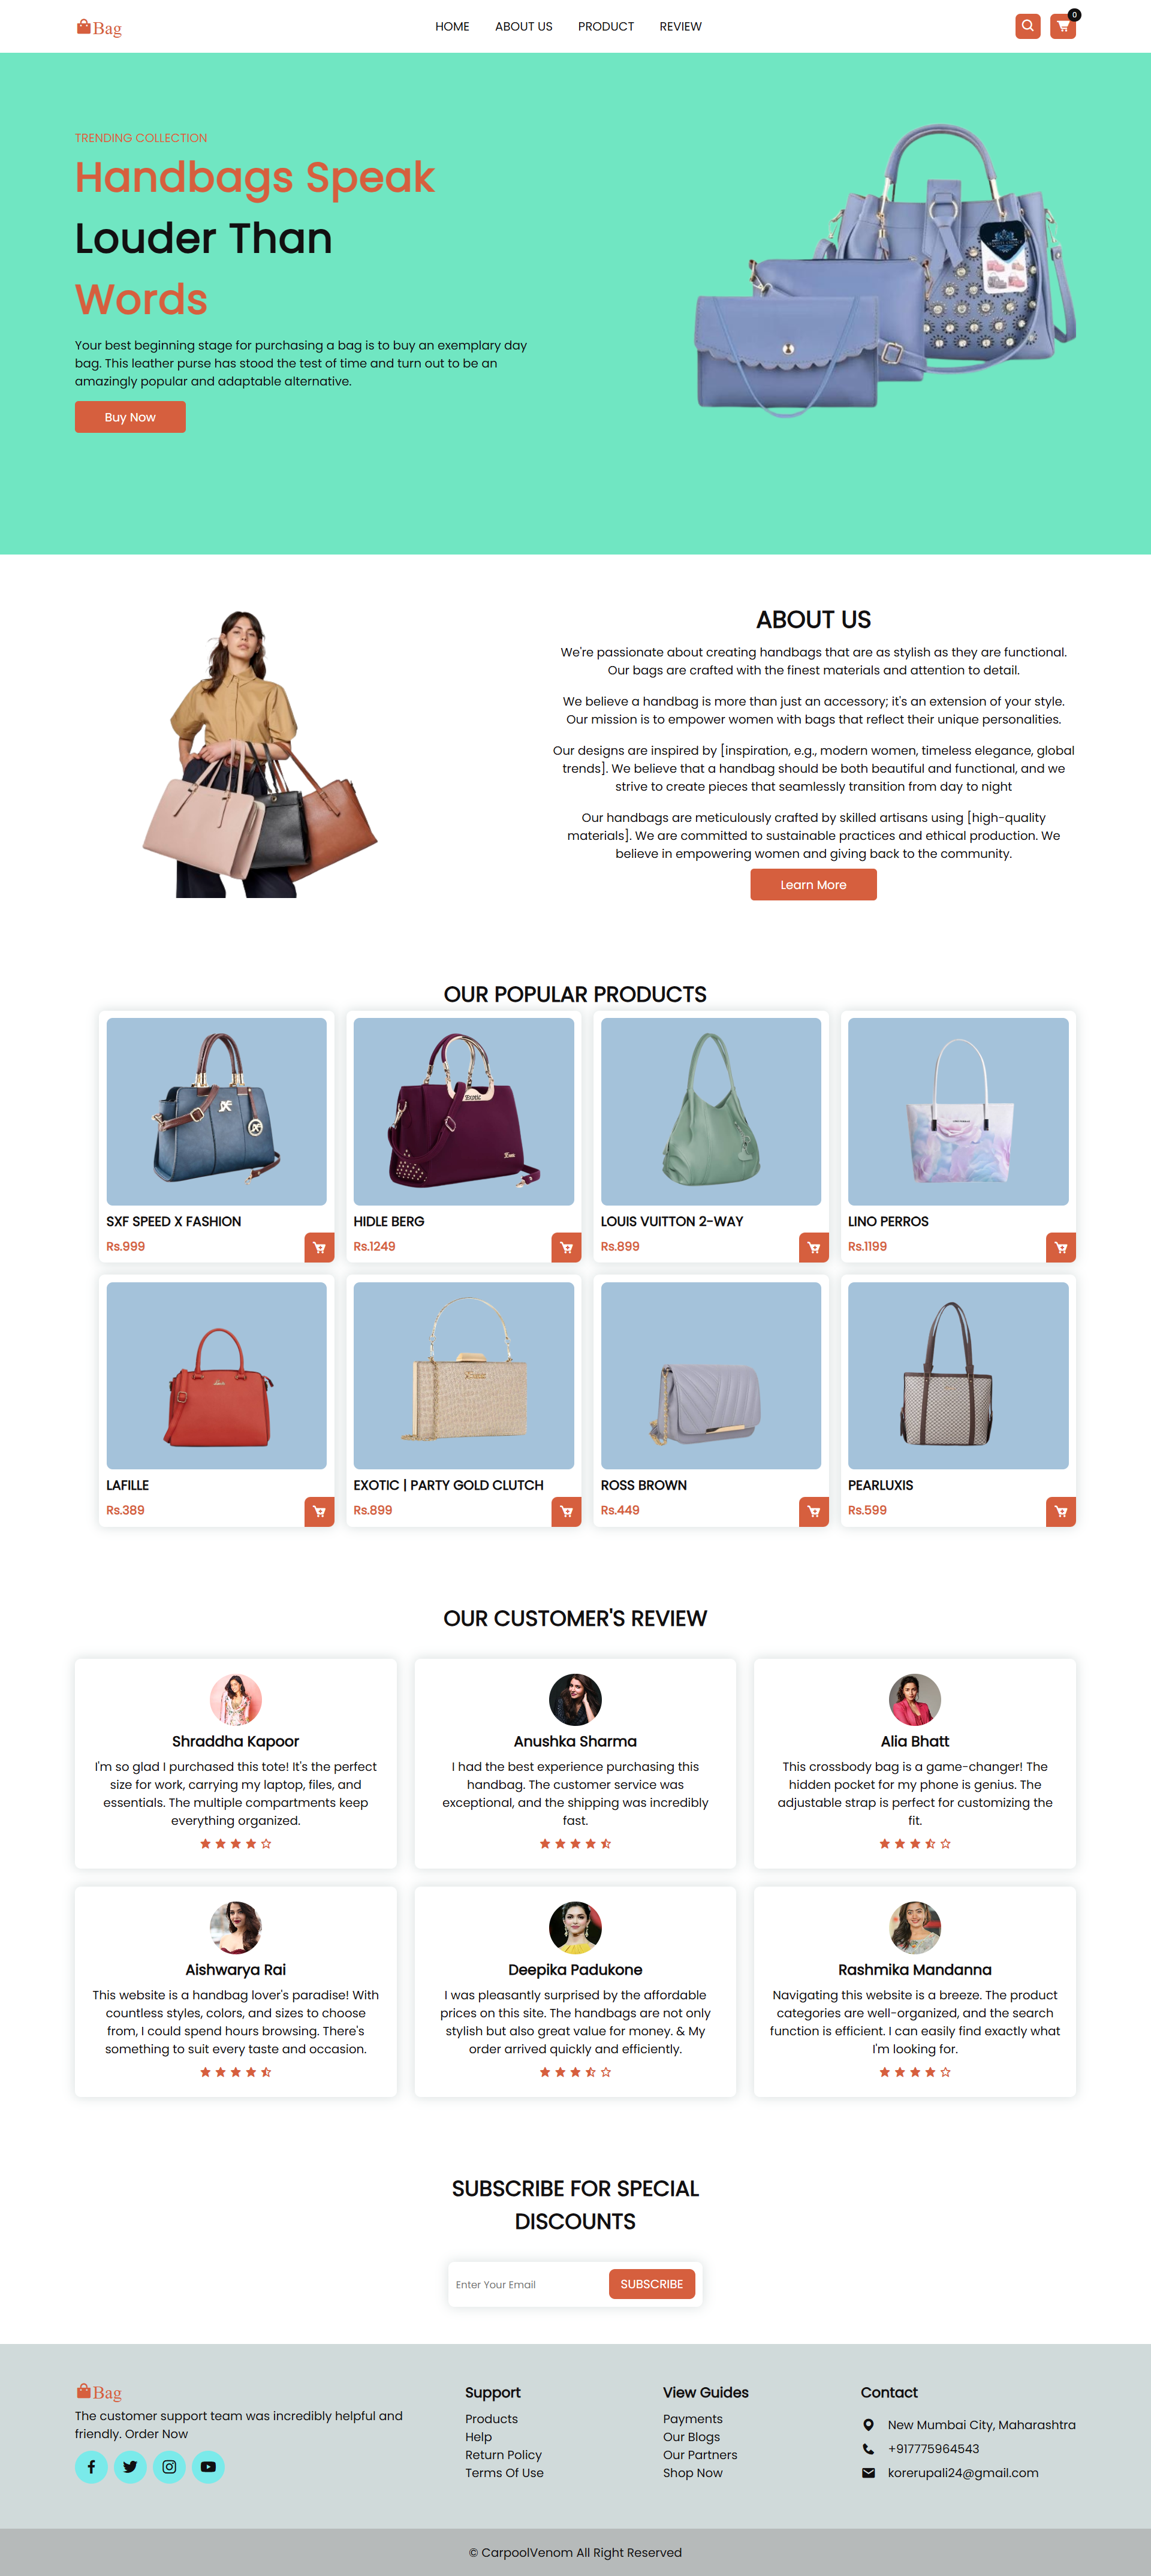 Bag
HOME
ABOUT US
PRODUCT
REVIEW
0
TRENDING COLLECTION
Handbags Speak
Louder Than
Words
Your best beginning stage for purchasing a bag is to buy an exemplary day
bag. This leather purse has stood the test of time and turn out to be an
amazingly popular and adaptable alternative.
Buy Now
ABOUT US
We're passionate about creating handbags that are as stylish as they are functional.
Our bags are crafted with the finest materials and attention to detail.
We believe a handbag is more than just an accessory; it's an extension of your style.
Our mission is to empower women with bags that reflect their unique personalities.
Our designs are inspired by [inspiration, e.g., modern women, timeless elegance, global
trends]. We believe that a handbag should be both beautiful and functional, and we
strive to create pieces that seamlessly transition from day to night
Our handbags are meticulously crafted by skilled artisans using [high-quality
materials]. We are committed to sustainable practices and ethical production. We
believe in empowering women and giving back to the community.
Learn More
OUR POPULAR PRODUCTS
SXF SPEED X FASHION
Rs.999
Exotic
HIDLE BERG
Rs.1249
LOUIS VUITTON 2-WAY
Rs.899
LINO PERROS
Rs.1199
LAFILLE
Rs.389
EXOTIC | PARTY GOLD CLUTCH
Rs.899
ROSS BROWN
Rs.449
PEARLUXIS
Rs.599
OUR CUSTOMER'S REVIEW
Shraddha Kapoor
I'm so glad I purchased this tote! It's the perfect
size for work, carrying my laptop, files, and
essentials. The multiple compartments keep
everything organized.
Anushka Sharma
I had the best experience purchasing this
handbag. The customer service was
exceptional, and the shipping was incredibly
fast.
Alia Bhatt
This crossbody bag is a game-changer! The
hidden pocket for my phone is genius. The
adjustable strap is perfect for customizing the
fit.
Aishwarya Rai
This website is a handbag lover's paradise! With
countless styles, colors, and sizes to choose
from, I could spend hours browsing. There's
something to suit every taste and occasion.
Deepika Padukone
I was pleasantly surprised by the affordable
prices on this site. The handbags are not only
stylish but also great value for money. & My
order arrived quickly and efficiently.
Rashmika Mandanna
Navigating this website is a breeze. The product
categories are well-organized, and the search
function is efficient. I can easily find exactly what
I'm looking for.
SUBSCRIBE FOR SPECIAL
DISCOUNTS
Enter Your Email
SUBSCRIBE
Bag
The customer support team was incredibly helpful and
friendly. Order Now
Support
Products
Help
Return Policy
Terms Of Use
View Guides
Payments
Our Blogs
Our Partners
Shop Now
Contact
New Mumbai City, Maharashtra
+917775964543
korerupali24@gmail.com
© CarpoolVenom All Right Reserved